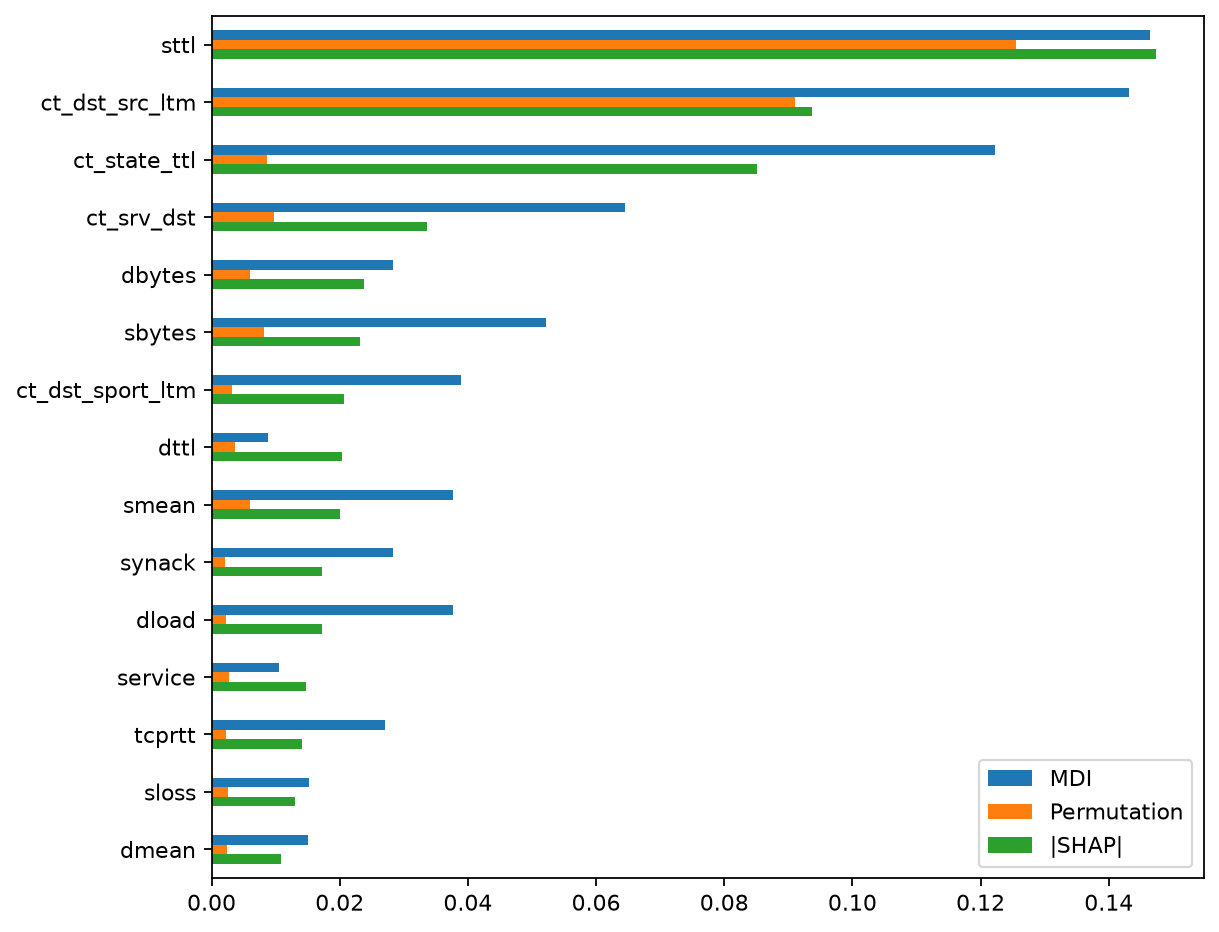 sttl
ct_dst_src_ltm
ct_state_ttl
ct_srv_dst
dbytes
sbytes
ct_dst_sport_ltm
dttl
smean
synack
dload
service
tcprtt
sloss
dmean
MDI
Permutation
|SHAP|
0.00 0.02 0.04 0.06 0.08 0.10 0.12 0.14